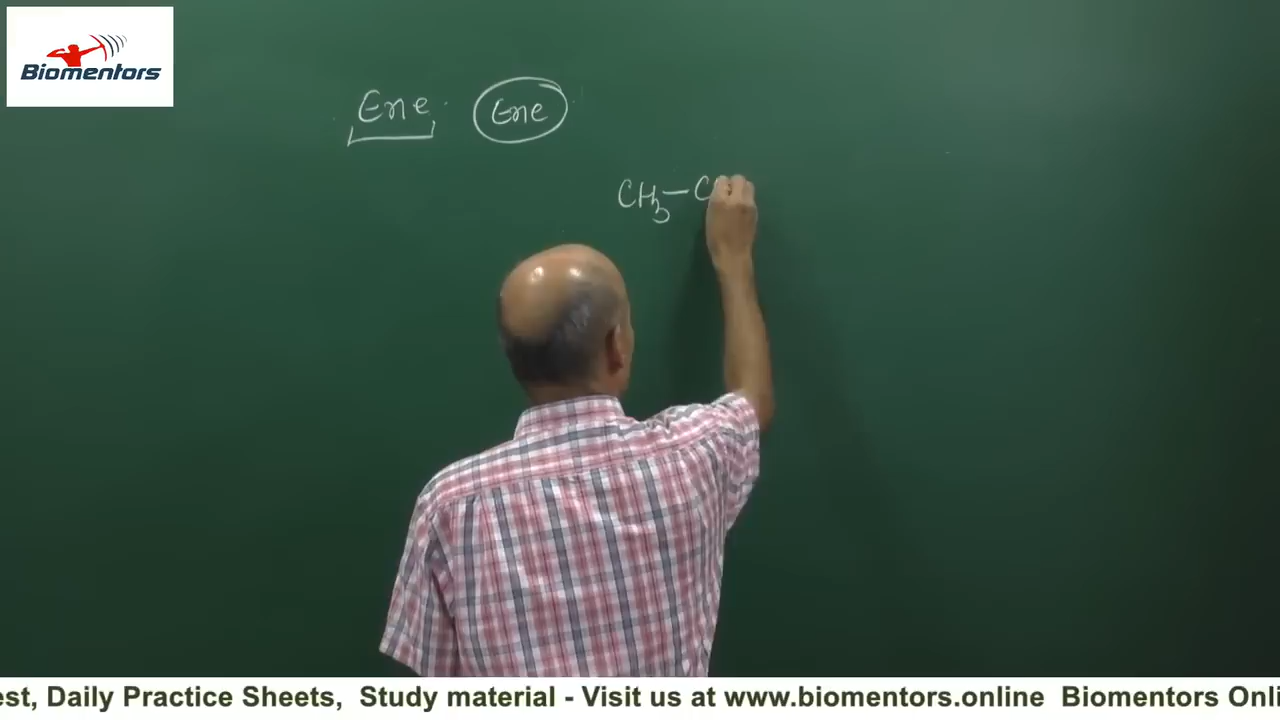 Biomentors
Ene Ene
CH3-C
est, Daily Practice Sheets, Study material - Visit us at www.biomentors.online Biomentors Onli